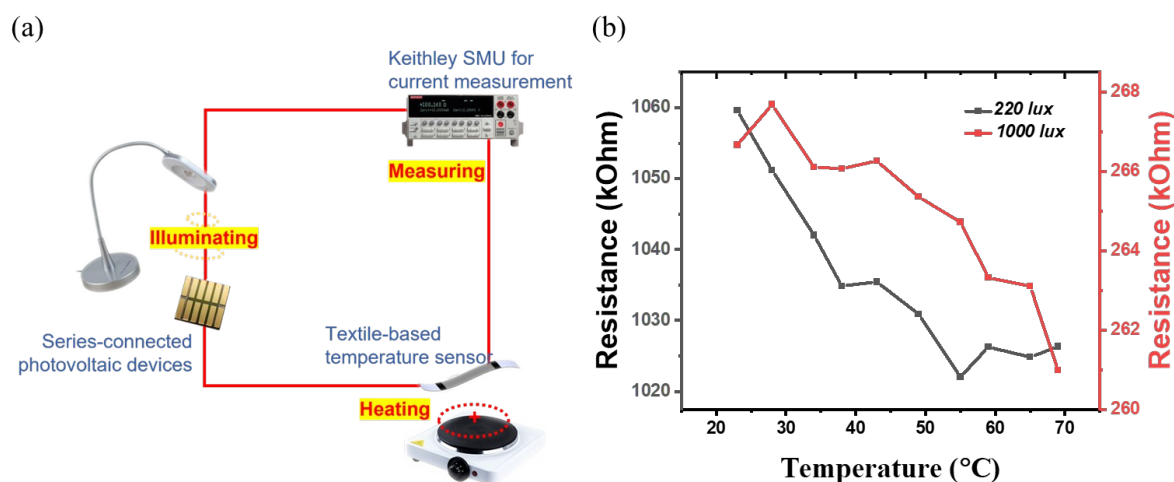 (a)
Keithley SMU for
current measurement
Measuring
Illuminating
Series-connected
photovoltaic devices
Textile-based
temperature sensor
Heating
(b)
220 lux
1000 lux
Resistance (kOhm)
1060
1050
1040
1030
1020
Resistance (kOhm)
268
266
264
262
260
20 30 40 50 60 70
Temperature (°C)